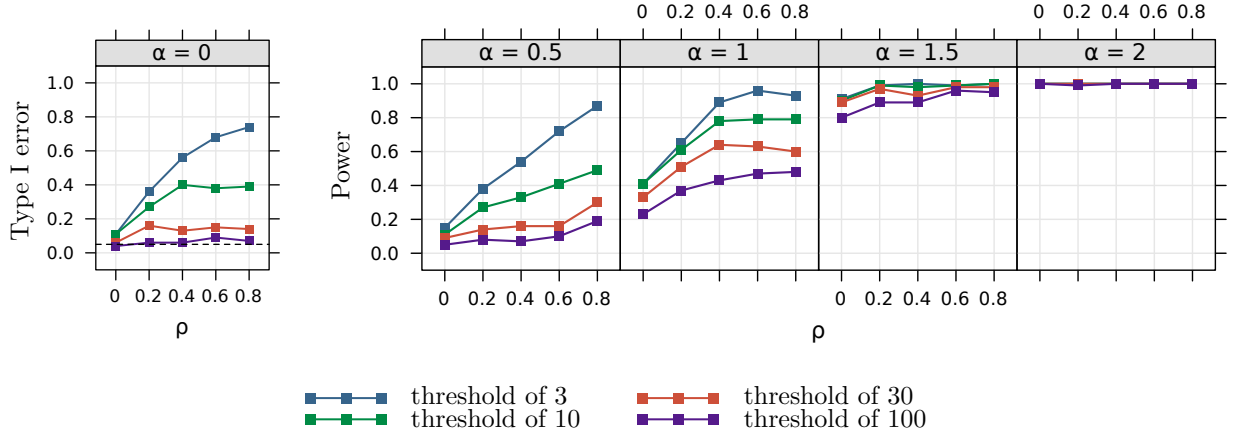 0 0.2 0.4 0.6 0.8 0 0.2 0.4 0.6 0.8
α = 0 α = 0.5 α = 1 α = 1.5 α = 2
1.0 1.0
0.8 0.8
0.6 0.6
0.4 0.4
0.2 0.2
0.0 0.0
Type I error
Power
0 0.2 0.4 0.6 0.8 0 0.2 0.4 0.6 0.8 0 0.2 0.4 0.6 0.8
ρ ρ
threshold of 3 threshold of 30
threshold of 10 threshold of 100